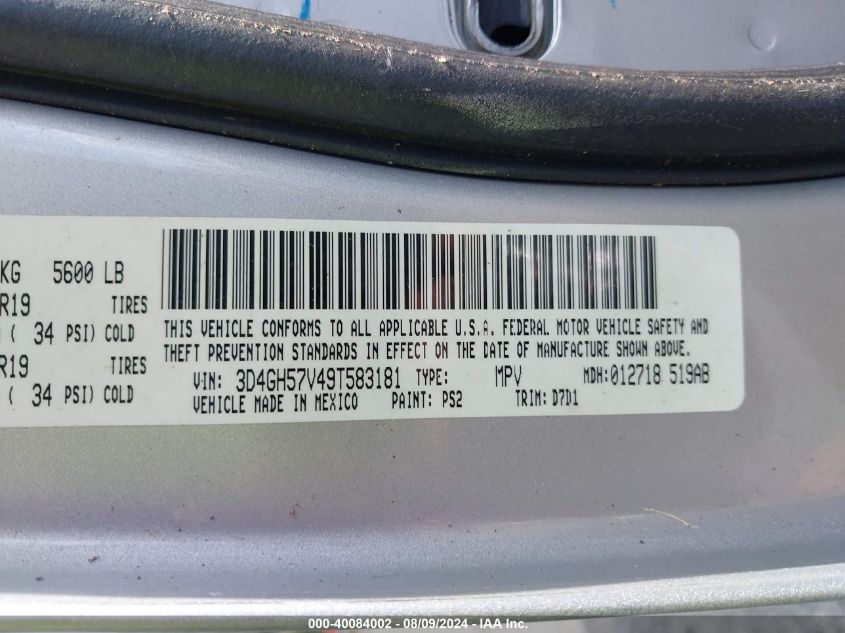 KG 5600 LB
R19 TIRES
( 34 PSI) COLD
R19 TIRES
( 34 PSI) COLD
THIS VEHICLE CONFORMS TO ALL APPLICABLE U.S.A. FEDERAL MOTOR VEHICLE SAFETY AND
THEFT PREVENTION STANDARDS IN EFFECT ON THE DATE OF MANUFACTURE SHOWN ABOVE.
VIN: 3D4GH57V49T583181 TYPE: MPV MDH:012718 519AB
VEHICLE MADE IN MEXICO PAINT: PS2 TRIM: D7D1
000-40084002 - 08/09/2024 - IAA Inc.